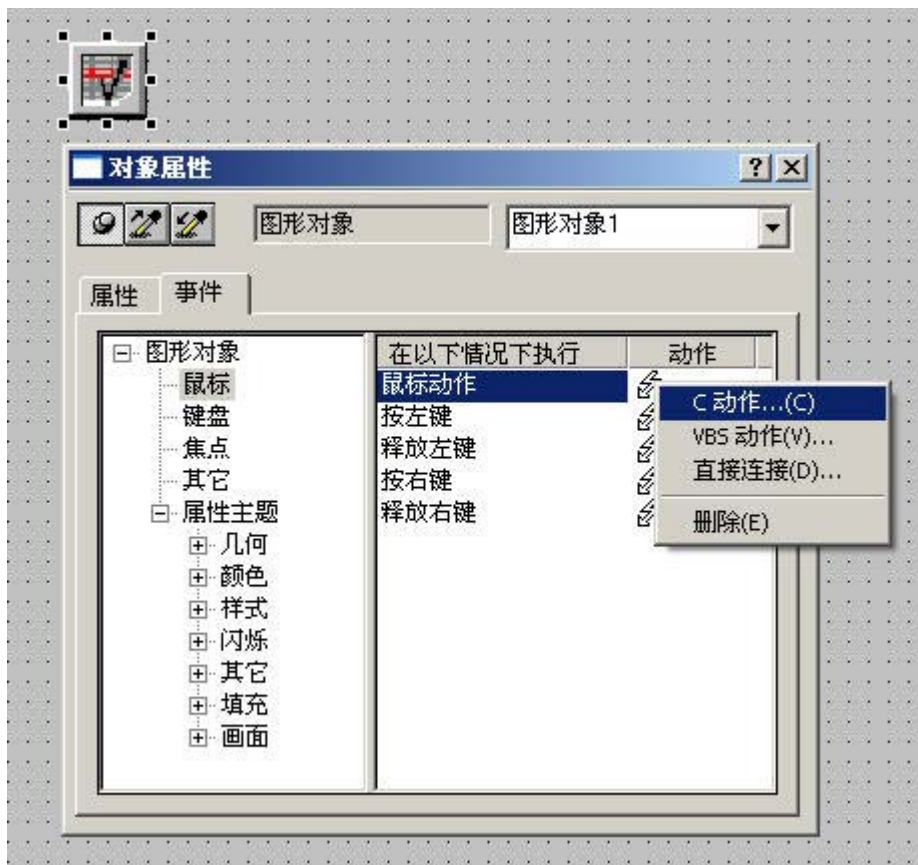 对象属性
图形对象
图形对象1
属性
事件
图形对象
鼠标
键盘
焦点
其它
属性主题
几何
颜色
样式
闪烁
其它
填充
画面
在以下情况下执行
动作
鼠标动作
按左键
释放左键
按右键
释放右键
C 动作...(C)
VBS 动作(V)...
直接连接(D)...
删除(E)